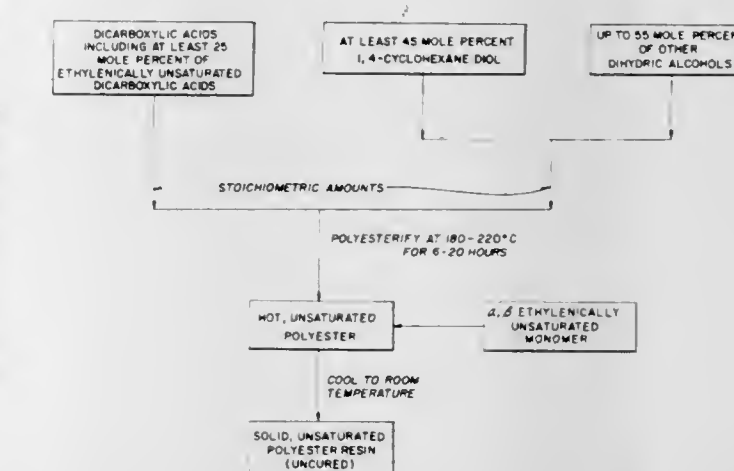 DICARBOXYLIC ACIDS
INCLUDING AT LEAST 25
MOLE PERCENT OF
ETHYLENICALLY UNSATURATED
DICARBOXYLIC ACIDS
AT LEAST 45 MOLE PERCENT
1, 4-CYCLOHEXANE DIOL
UP TO 55 MOLE PERCE
OF OTHER
DIHYDRIC ALCOHOLS
STOICHIOMETRIC AMOUNTS
POLYESTERIFY AT 180-220°C
FOR 6-20 HOURS
HOT, UNSATURATED
POLYESTER
α,β ETHYLENICALLY
UNSATURATED
MONOMER
COOL TO ROOM
TEMPERATURE
SOLID, UNSATURATED
POLYESTER RESIN
(UNCURED)